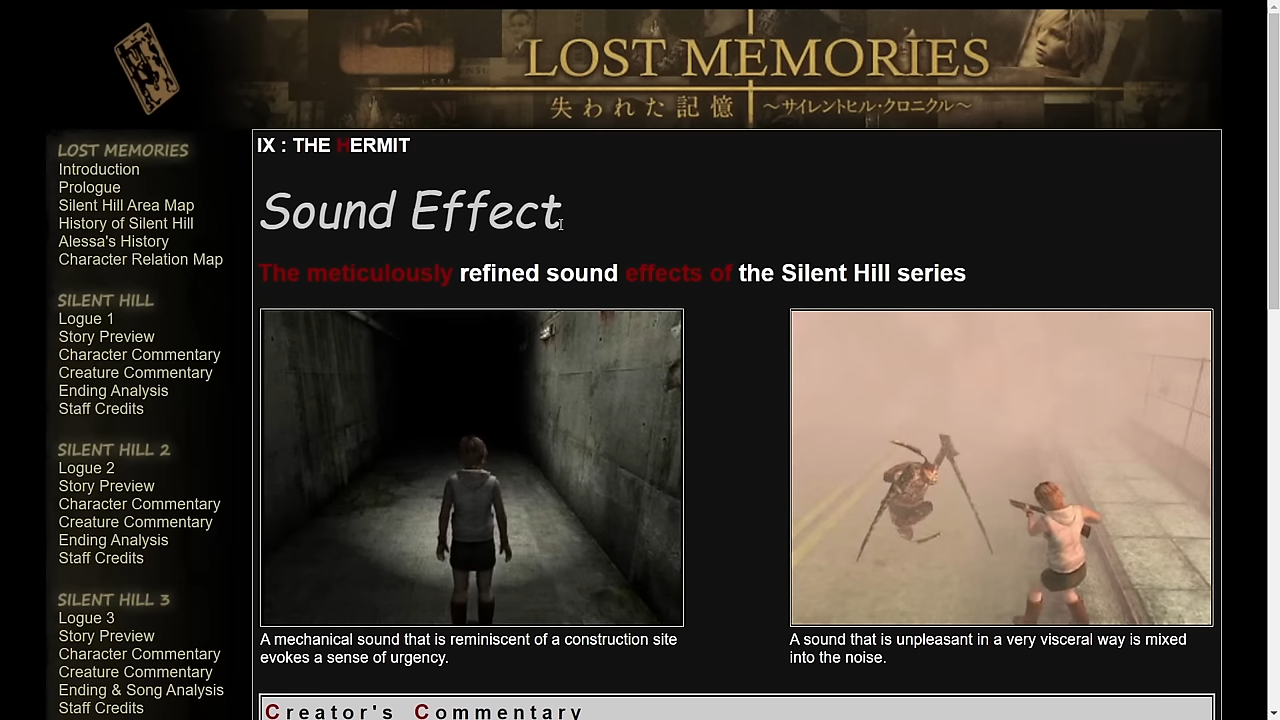 LOST MEMORIES
失われた記憶 ～サイレントヒル・クロニクル～
LOST MEMORIES
Introduction
Prologue
Silent Hill Area Map
History of Silent Hill
Alessa's History
Character Relation Map
SILENT HILL
Logue 1
Story Preview
Character Commentary
Creature Commentary
Ending Analysis
Staff Credits
SILENT HILL 2
Logue 2
Story Preview
Character Commentary
Creature Commentary
Ending Analysis
Staff Credits
SILENT HILL 3
Logue 3
Story Preview
Character Commentary
Creature Commentary
Ending & Song Analysis
Staff Credits
IX : THE HERMIT
Sound Effect
The meticulously refined sound effects of the Silent Hill series
A mechanical sound that is reminiscent of a construction site
evokes a sense of urgency.
A sound that is unpleasant in a very visceral way is mixed
into the noise.
Creator's Commentary